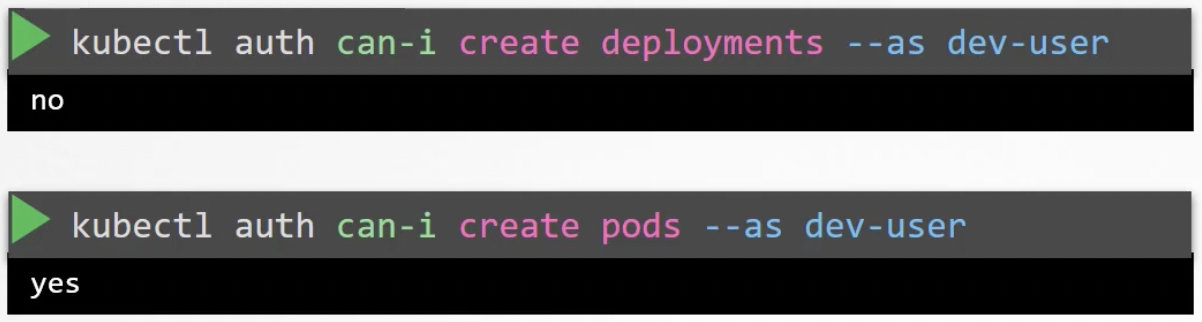 kubectl auth can-i create deployments --as dev-user
no
kubectl auth can-i create pods --as dev-user
yes